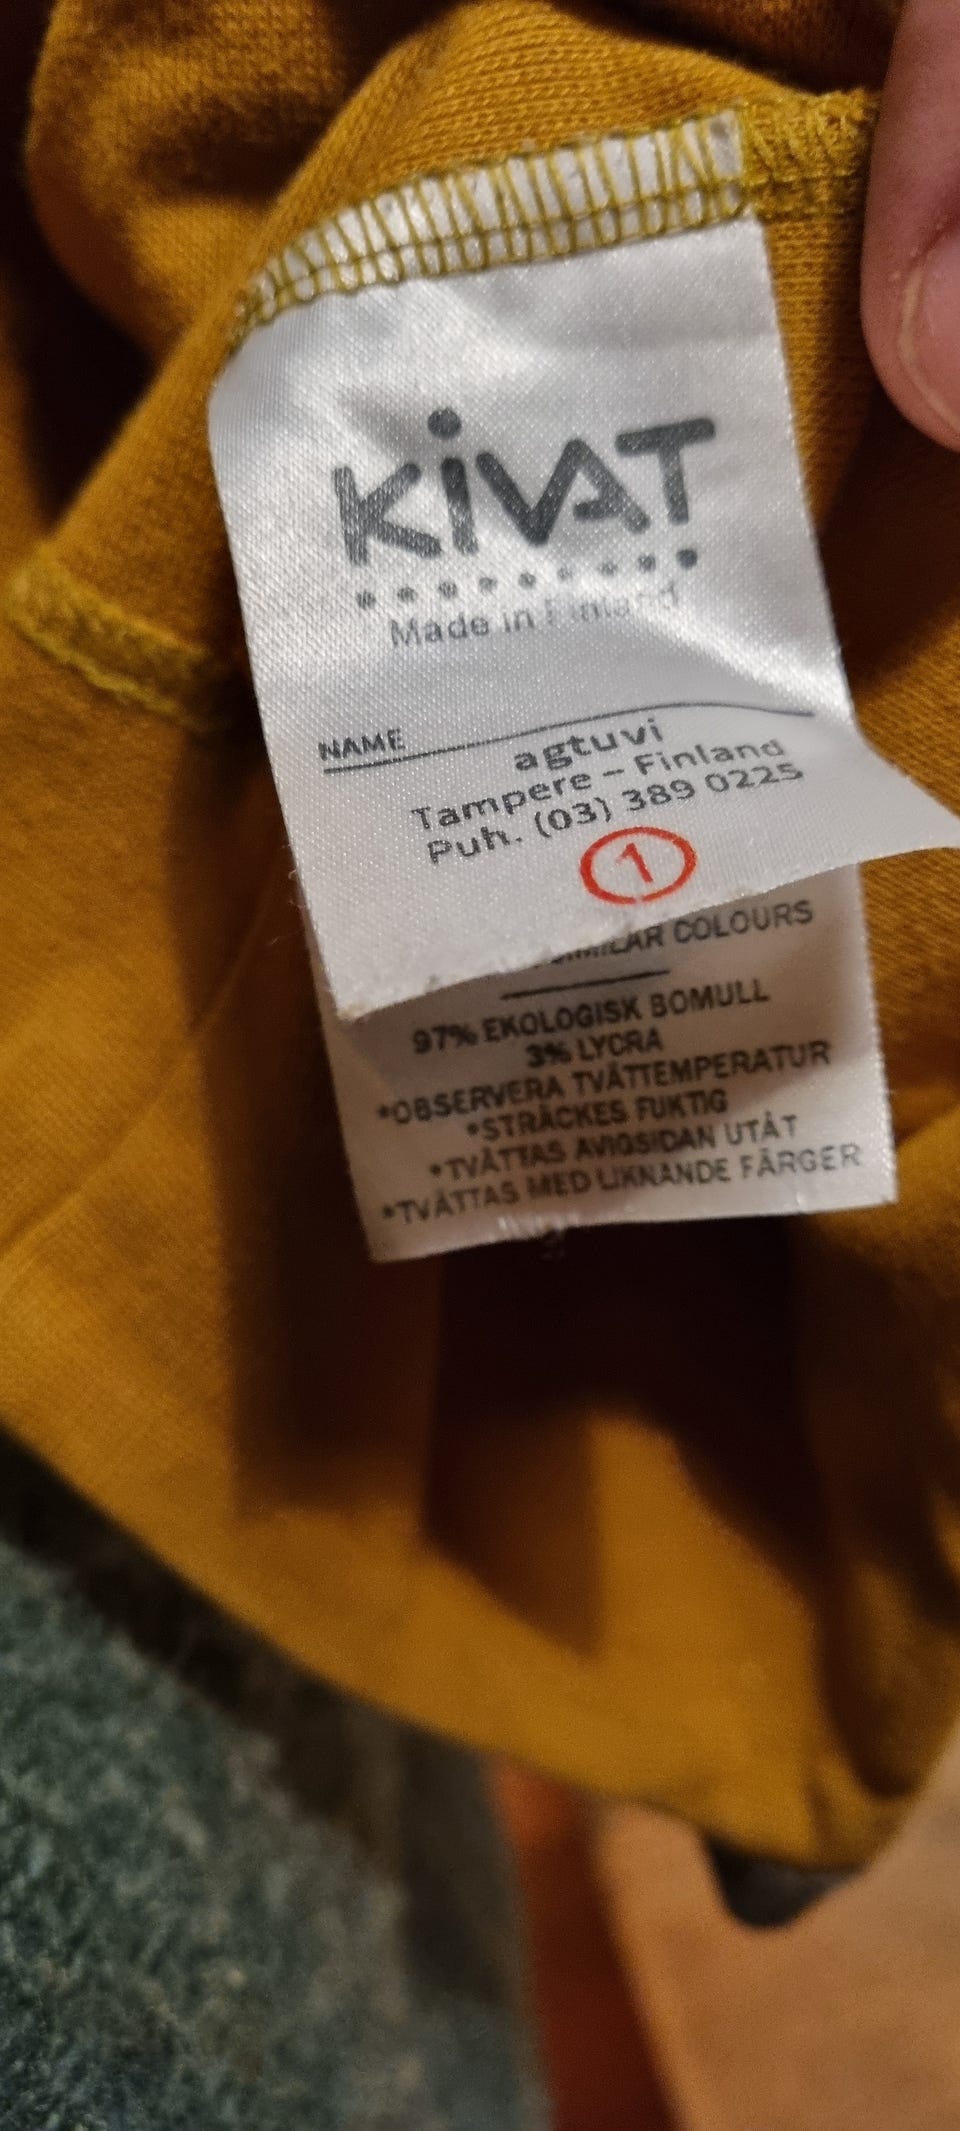 KiVAT
Made in Finland
NAME
agtuvi
Tampere – Finland
Puh. (03) 389 0225
1
SIMILAR COLOURS
97% EKOLOGISK BOMULL
3% LYCRA
*OBSERVERA TVÄTTEMPERATUR
*STRÄCKES FUKTIG
*TVÄTTAS AVIGSIDAN UTÅT
*TVÄTTAS MED LIKNANDE FÄRGER